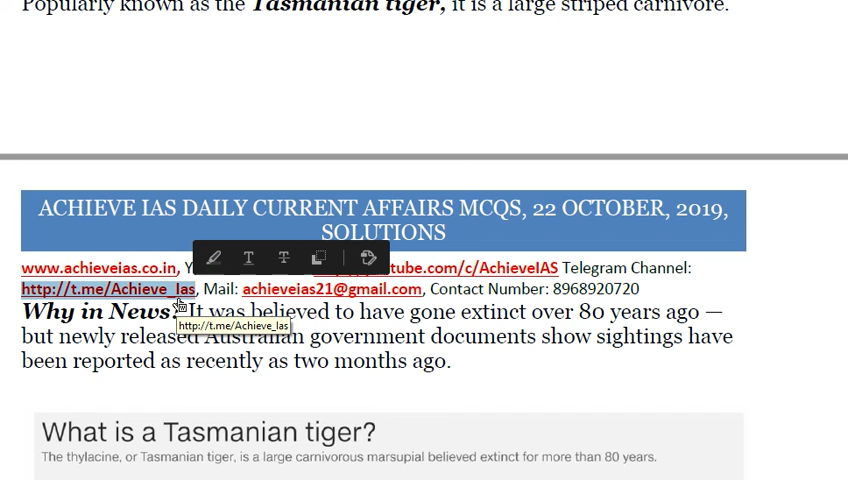 Popularly known as the Tasmanian tiger, it is a large striped carnivore.
ACHIEVE IAS DAILY CURRENT AFFAIRS MCQS, 22 OCTOBER, 2019,
SOLUTIONS
www.achieveias.co.in, Y tube.com/c/AchieveIAS Telegram Channel:
http://t.me/Achieve_Ias, Mail: achieveias21@gmail.com, Contact Number: 8968920720
http://t.me/Achieve_Ias
Why in News? It was believed to have gone extinct over 80 years ago —
but newly released Australian government documents show sightings have
been reported as recently as two months ago.
What is a Tasmanian tiger?
The thylacine, or Tasmanian tiger, is a large carnivorous marsupial believed extinct for more than 80 years.